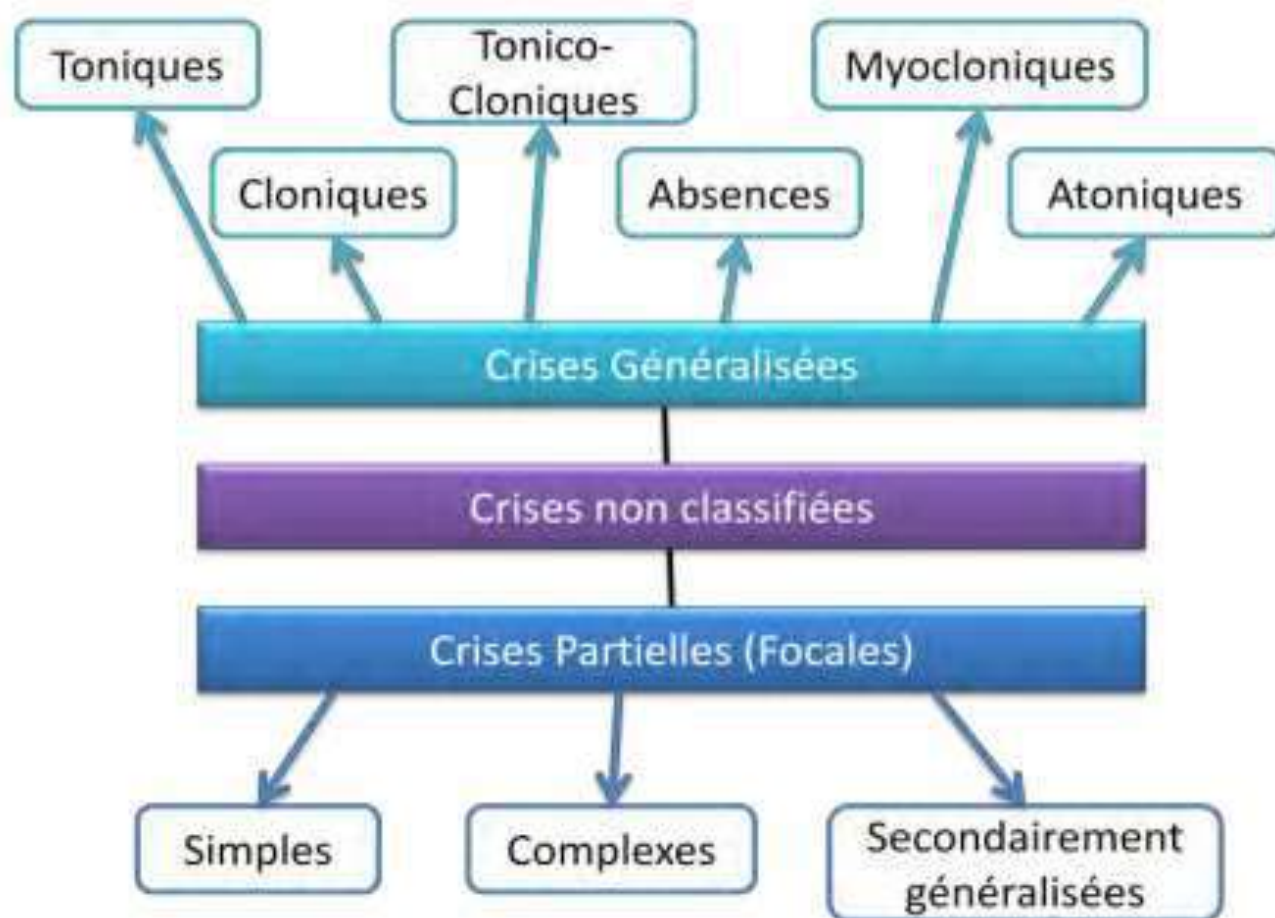 Toniques
Tonico-
Cloniques
Myocloniques
Cloniques
Absences
Atoniques
Crises Généralisées
Crises non classifiées
Crises Partielles (Focales)
Simples
Complexes
Secondairement
généralisées